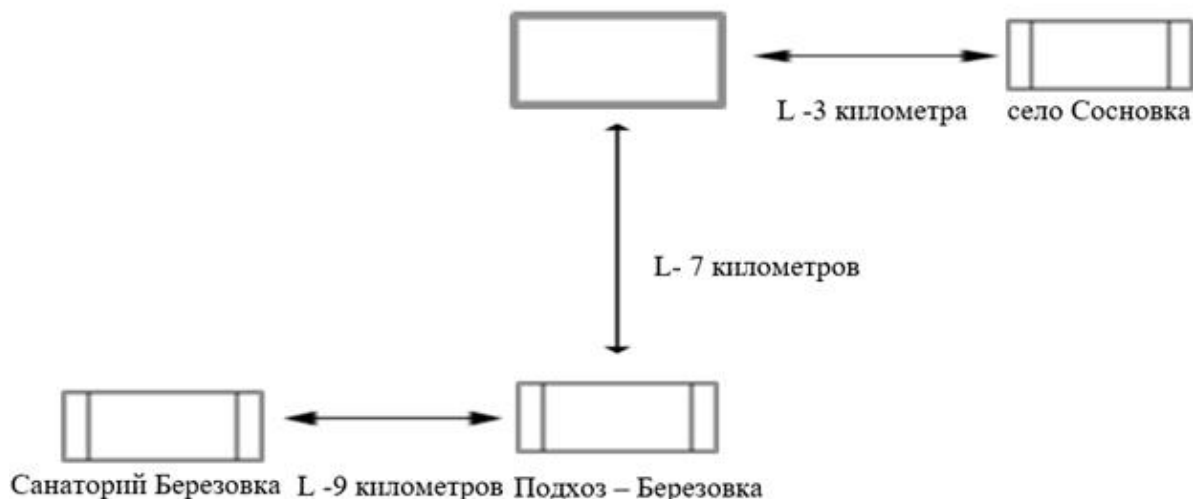 L -3 километра
село Сосновка
L- 7 километров
Санаторий Березовка
L -9 километров
Подхоз – Березовка